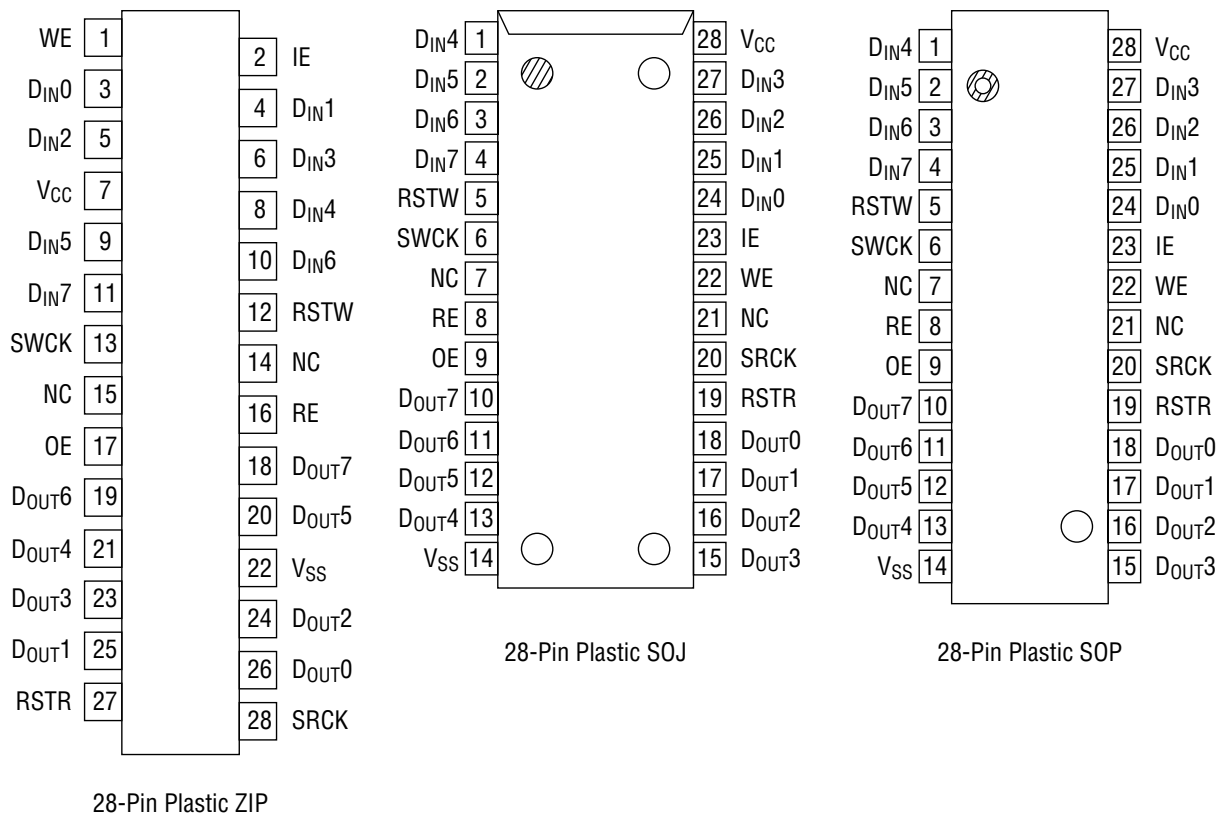 WE 1
2 IE
DIN0 3
4 DIN1
DIN2 5
6 DIN3
VCC 7
8 DIN4
DIN5 9
10 DIN6
DIN7 11
12 RSTW
SWCK 13
14 NC
NC 15
16 RE
OE 17
18 DOUT7
DOUT6 19
20 DOUT5
DOUT4 21
22 VSS
DOUT3 23
24 DOUT2
DOUT1 25
26 DOUT0
RSTR 27
28 SRCK
28-Pin Plastic ZIP
DIN4 1 28 VCC
DIN5 2 27 DIN3
DIN6 3 26 DIN2
DIN7 4 25 DIN1
RSTW 5 24 DIN0
SWCK 6 23 IE
NC 7 22 WE
RE 8 21 NC
OE 9 20 SRCK
DOUT7 10 19 RSTR
DOUT6 11 18 DOUT0
DOUT5 12 17 DOUT1
DOUT4 13 16 DOUT2
VSS 14 15 DOUT3
28-Pin Plastic SOJ
DIN4 1 28 VCC
DIN5 2 27 DIN3
DIN6 3 26 DIN2
DIN7 4 25 DIN1
RSTW 5 24 DIN0
SWCK 6 23 IE
NC 7 22 WE
RE 8 21 NC
OE 9 20 SRCK
DOUT7 10 19 RSTR
DOUT6 11 18 DOUT0
DOUT5 12 17 DOUT1
DOUT4 13 16 DOUT2
VSS 14 15 DOUT3
28-Pin Plastic SOP